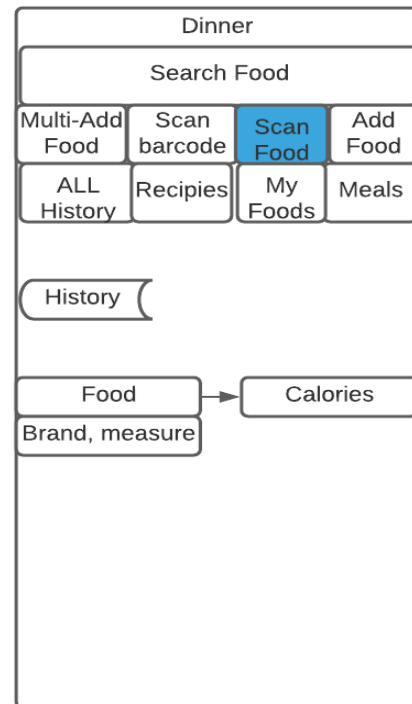 Dinner
Search Food
Multi-Add Scan Scan Add
Food barcode Food Food
ALL Recipies My Meals
History Foods
History
Food Calories
Brand, measure